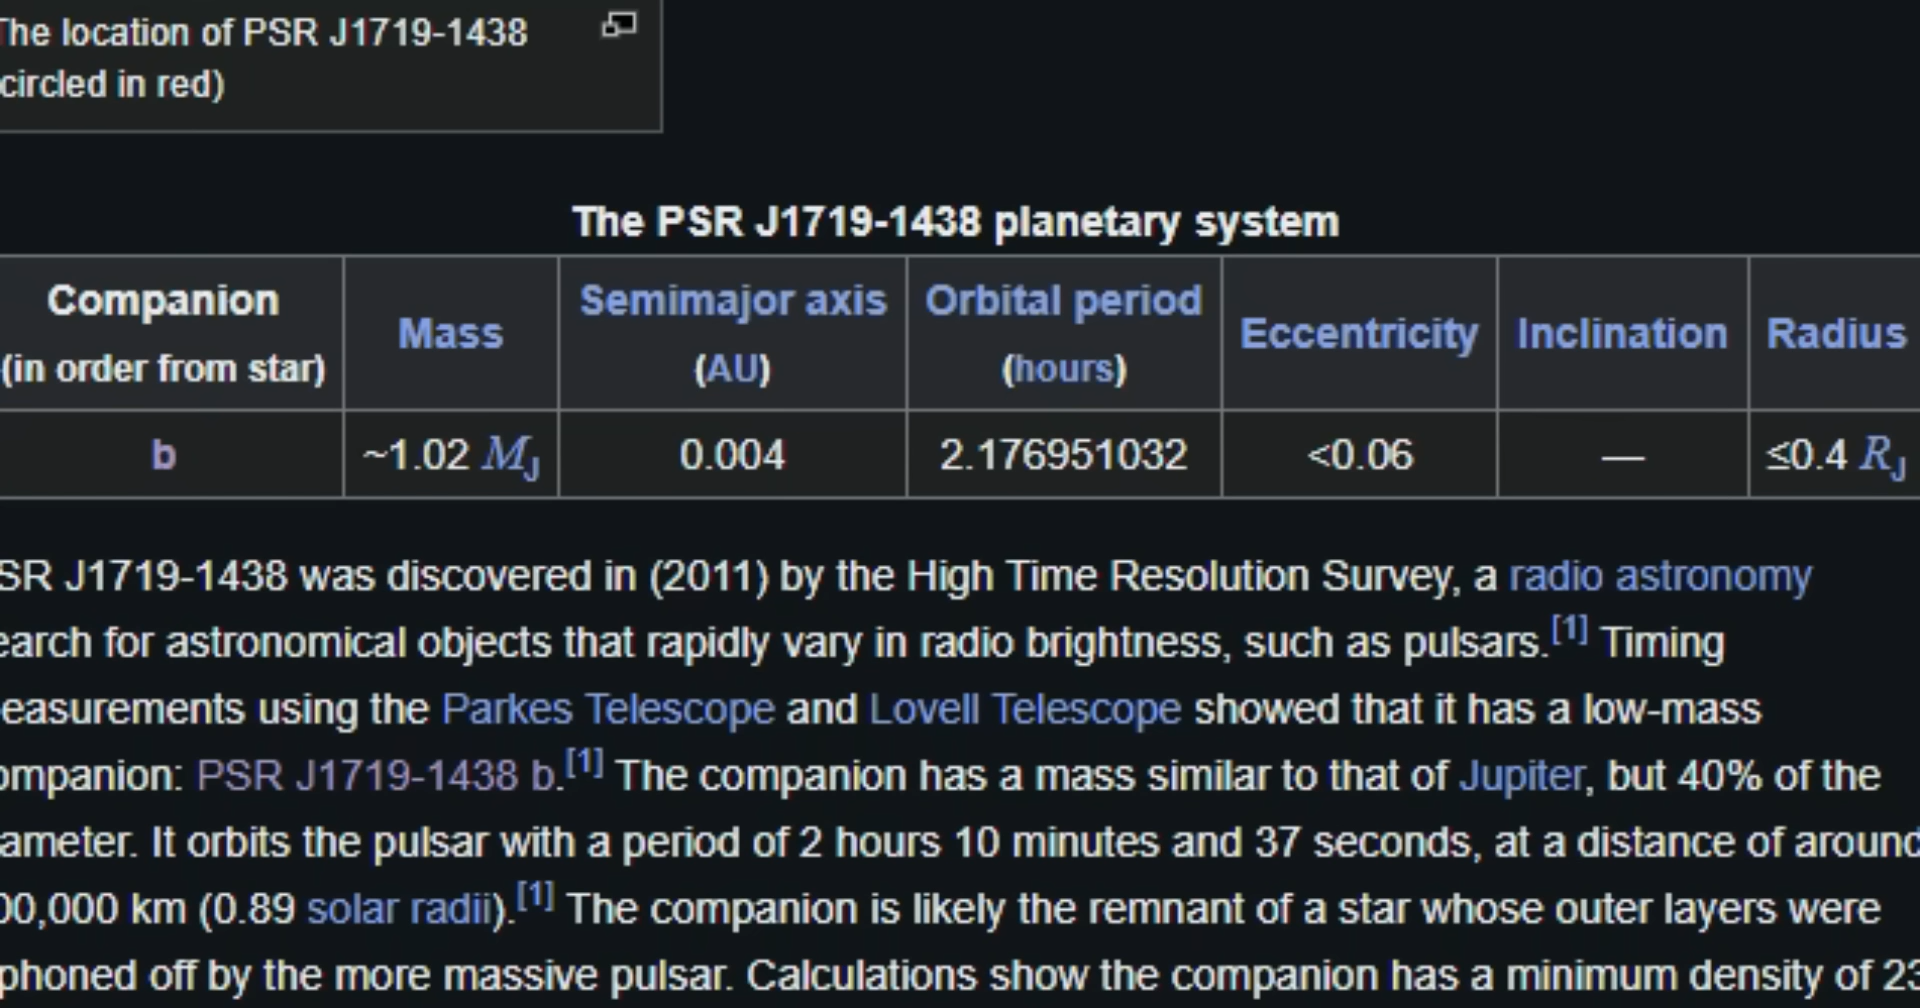 The location of PSR J1719-1438
circled in red)
The PSR J1719-1438 planetary system
Companion
(in order from star)
Mass
Semimajor axis
(AU)
Orbital period
(hours)
Eccentricity
Inclination
Radius
b
~1.02 MJ
0.004
2.176951032
<0.06
—
≤0.4 RJ
SR J1719-1438 was discovered in (2011) by the High Time Resolution Survey, a radio astronomy
earch for astronomical objects that rapidly vary in radio brightness, such as pulsars.[1] Timing
easurements using the Parkes Telescope and Lovell Telescope showed that it has a low-mass
ompanion: PSR J1719-1438 b.[1] The companion has a mass similar to that of Jupiter, but 40% of the
ameter. It orbits the pulsar with a period of 2 hours 10 minutes and 37 seconds, at a distance of around
00,000 km (0.89 solar radii).[1] The companion is likely the remnant of a star whose outer layers were
phoned off by the more massive pulsar. Calculations show the companion has a minimum density of 23